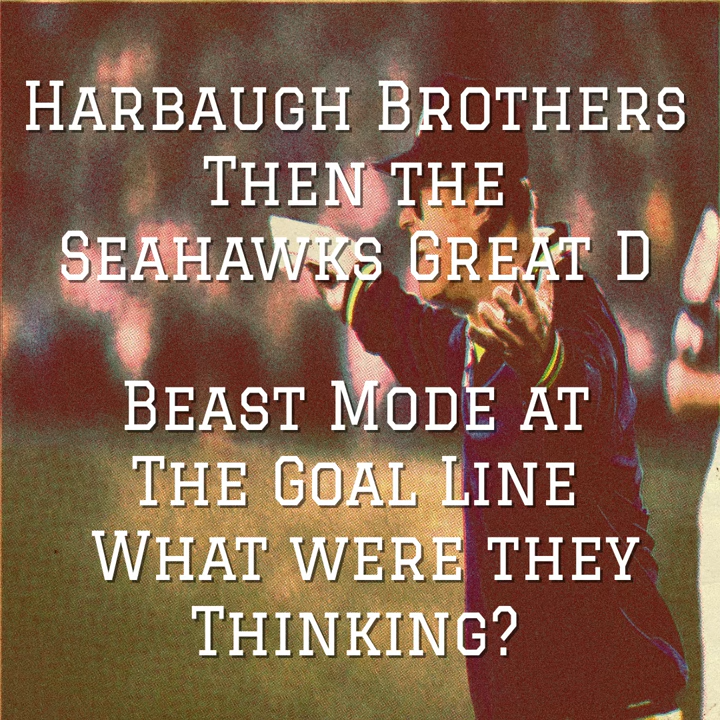 Harbaugh Brothers
Then the
Seahawks Great D
Beast Mode at
The Goal Line
What were they
Thinking?